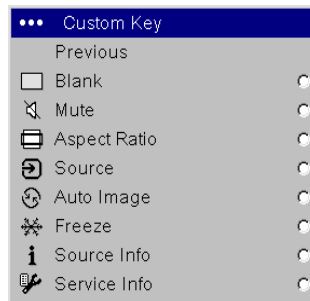 Custom Key
Previous
Blank
Mute
Aspect Ratio
Source
Auto Image
Freeze
Source Info
Service Info